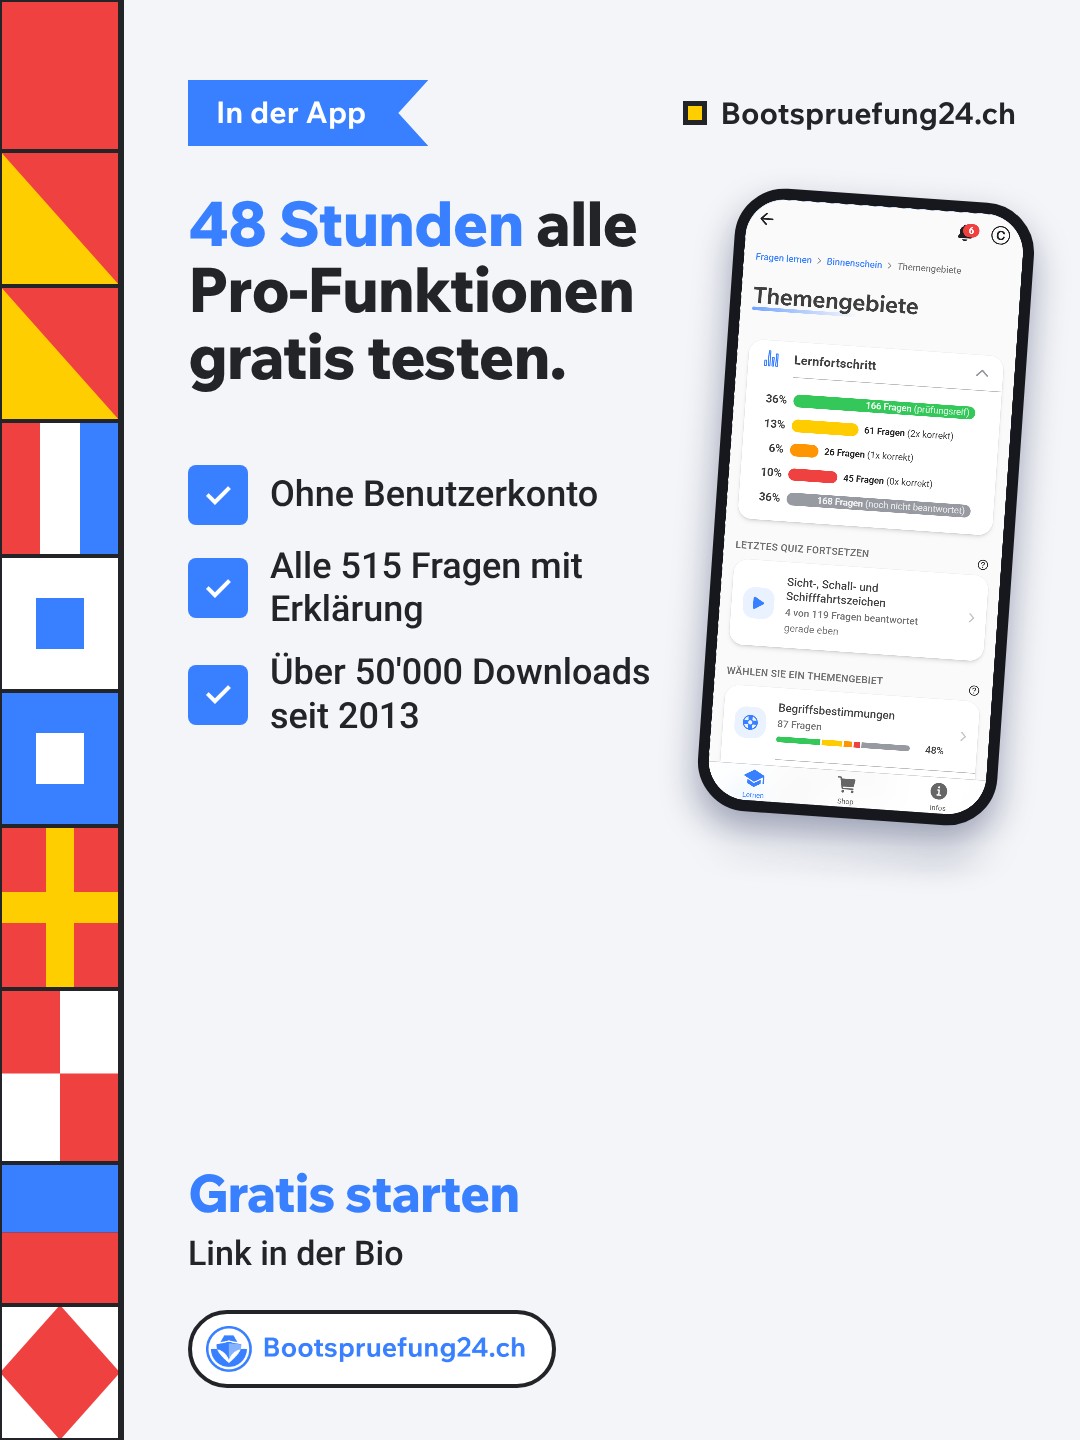 In der App
Bootspruefung24.ch
48 Stunden alle
Pro-Funktionen
gratis testen.
Ohne Benutzerkonto
Alle 515 Fragen mit
Erklärung
Über 50'000 Downloads
seit 2013
6
C
Fragen lernen > Binnenschein > Themengebiete
Themengebiete
Lernfortschritt
36% 166 Fragen (prüfungsreif)
13% 61 Fragen (2x korrekt)
6% 26 Fragen (1x korrekt)
10% 45 Fragen (0x korrekt)
36% 168 Fragen (noch nicht beantwortet)
LETZTES QUIZ FORTSETZEN ?
Sicht-, Schall- und
Schifffahrtszeichen
4 von 119 Fragen beantwortet
gerade eben
WÄHLEN SIE EIN THEMENGEBIET ?
Begriffsbestimmungen
87 Fragen
48%
Lernen Shop Infos
Gratis starten
Link in der Bio
Bootspruefung24.ch